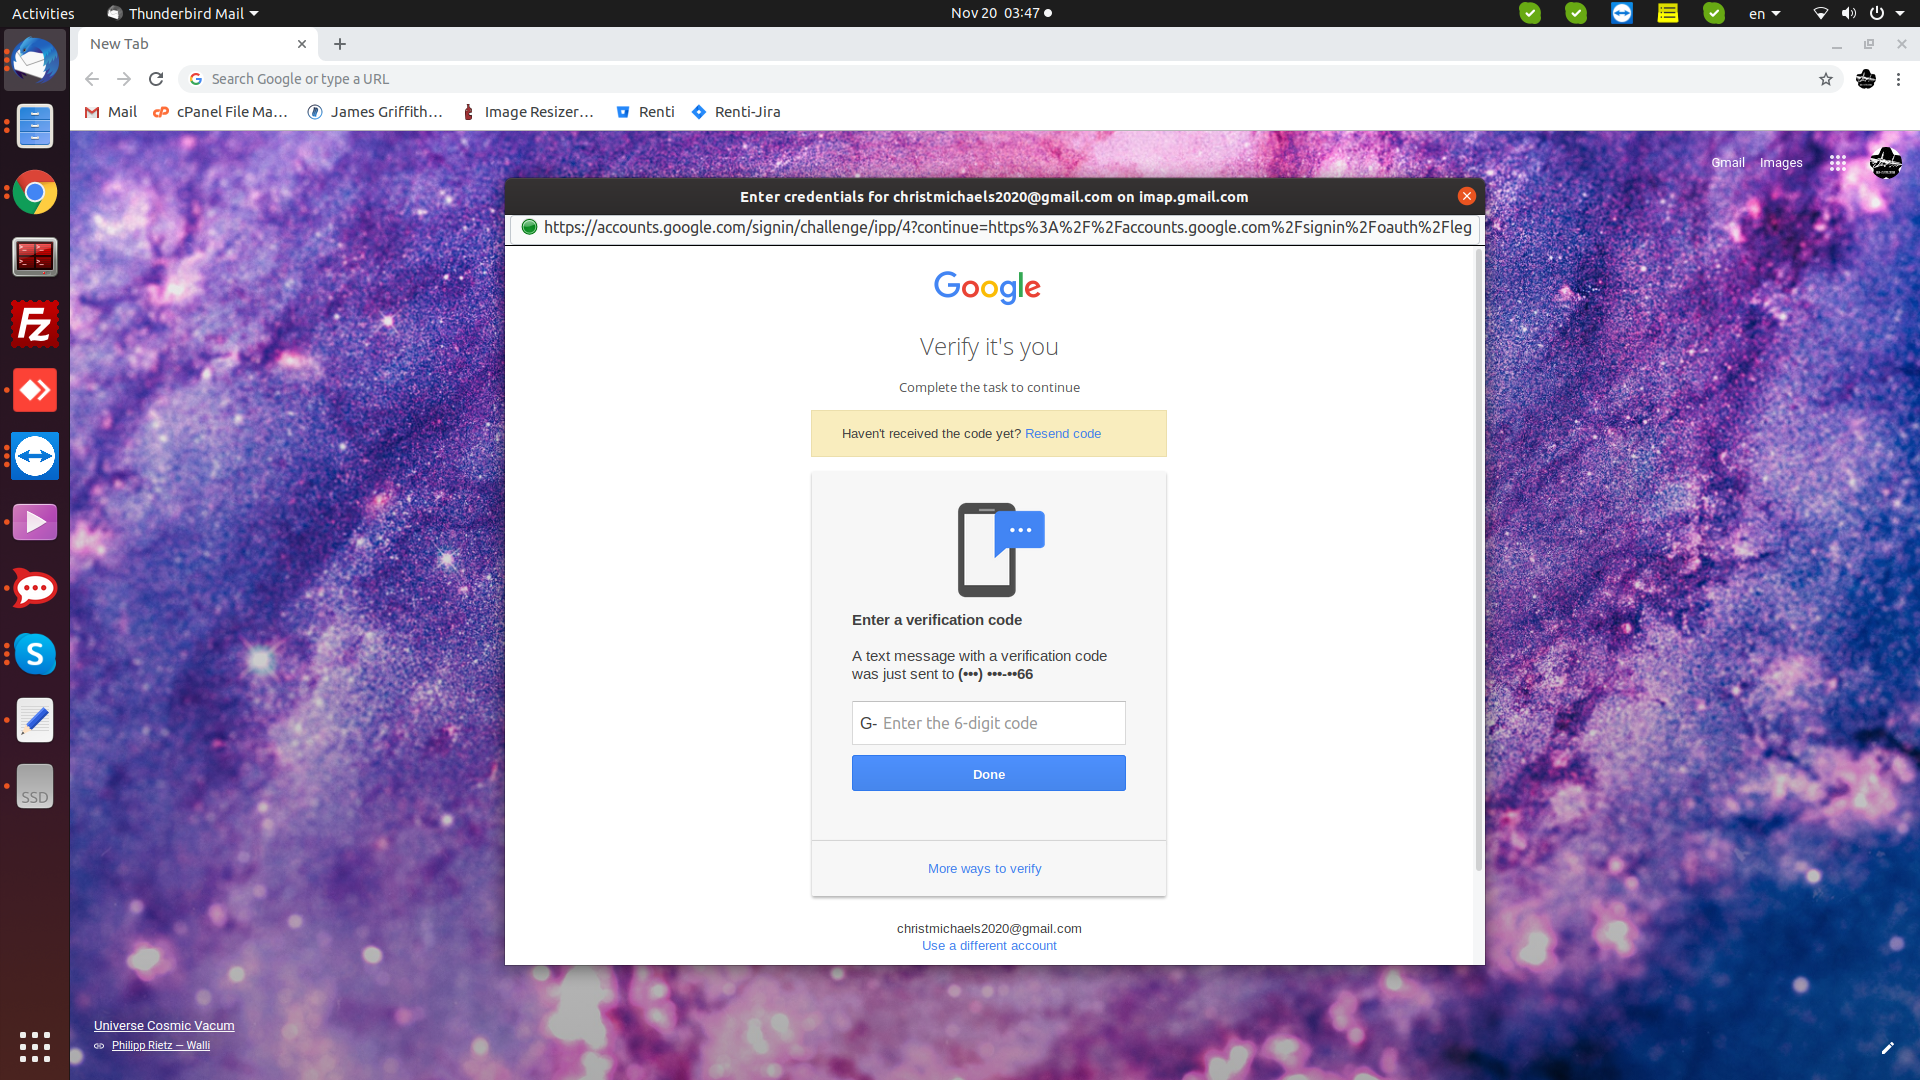 Activities
Thunderbird Mail
Nov 20 03:47
en
New Tab
Search Google or type a URL
Mail
cPanel File Ma...
James Griffith...
Image Resizer...
Renti
Renti-Jira
Gmail
Images
Enter credentials for christmichaels2020@gmail.com on imap.gmail.com
https://accounts.google.com/signin/challenge/ipp/4?continue=https%3A%2F%2Faccounts.google.com%2Fsignin%2Foauth%2Fleg
Google
Verify it's you
Complete the task to continue
Haven't received the code yet? Resend code
Enter a verification code
A text message with a verification code
was just sent to (•••) •••-••66
G- Enter the 6-digit code
Done
More ways to verify
christmichaels2020@gmail.com
Use a different account
Fz
S
SSD
Universe Cosmic Vacum
Philipp Rietz — Walli